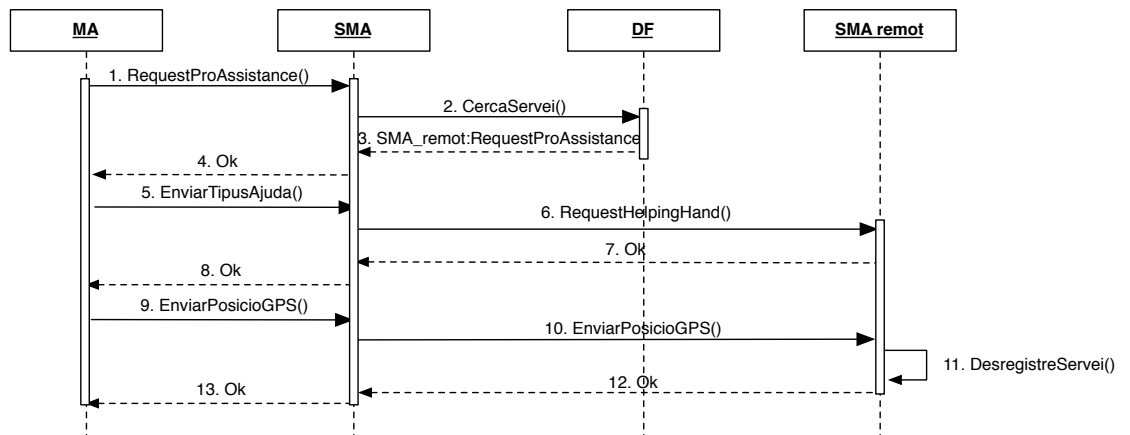 MA
SMA
DF
SMA remot
1. RequestProAssistance()
2. CercaServei()
3. SMA_remot:RequestProAssistance
4. Ok
5. EnviarTipusAjuda()
6. RequestHelpingHand()
7. Ok
8. Ok
9. EnviarPosicioGPS()
10. EnviarPosicioGPS()
11. DesregistreServei()
12. Ok
13. Ok